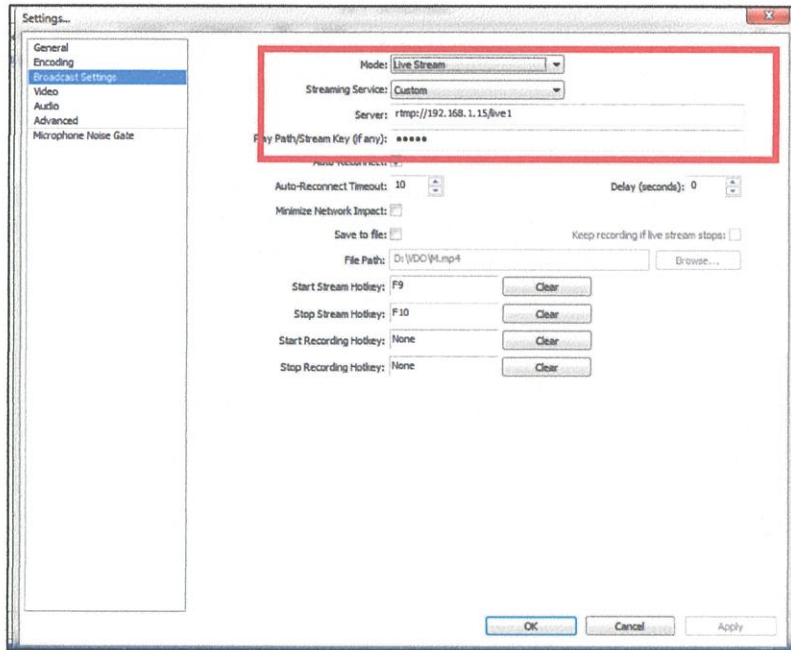 Settings...
General
Encoding
Broadcast Settings
Video
Audio
Advanced
Microphone Noise Gate
Mode: Live Stream
Streaming Service: Custom
Server: rtmp://192.168.1.15/live1
Play Path/Stream Key (if any): •••••
Auto-Reconnect:
Auto-Reconnect Timeout: 10 Delay (seconds): 0
Minimize Network Impact:
Save to file: Keep recording if live stream stops:
File Path: D:\VDO\M.mp4 Browse...
Start Stream Hotkey: F9 Clear
Stop Stream Hotkey: F10 Clear
Start Recording Hotkey: None Clear
Stop Recording Hotkey: None Clear
OK Cancel Apply